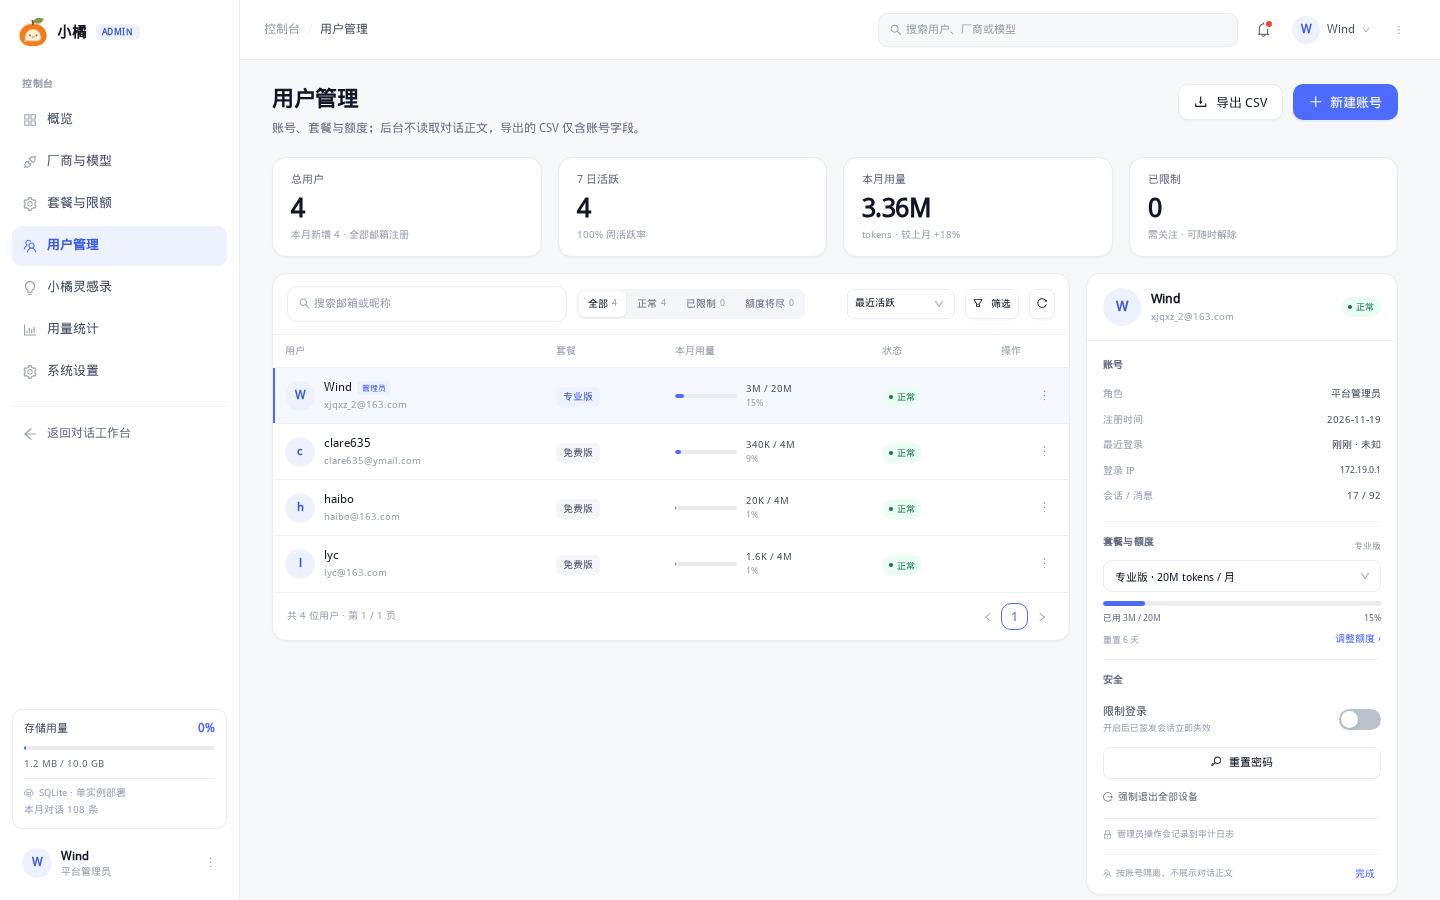 小橘 ADMIN
控制台
概览
厂商与模型
套餐与限额
用户管理
小橘灵感录
用量统计
系统设置
返回对话工作台
存储用量 0%
1.2 MB / 10.0 GB
SQLite · 单实例部署
本月对话 108 条
W Wind
平台管理员
控制台 / 用户管理
搜索用户、厂商或模型
W Wind
用户管理
账号、套餐与额度；后台不读取对话正文，导出的 CSV 仅含账号字段。
导出 CSV
新建账号
总用户
4
本月新增 4 · 全部邮箱注册
7 日活跃
4
100% 周活跃率
本月用量
3.36M
tokens · 较上月 +18%
已限制
0
需关注 · 可随时解除
搜索邮箱或昵称
全部 4 正常 4 已限制 0 额度将尽 0
最近活跃
筛选
用户 套餐 本月用量 状态 操作
W Wind 管理员
xjqxz_2@163.com
专业版
3M / 20M
15%
正常
c clare635
clare635@ymail.com
免费版
340K / 4M
9%
正常
h haibo
haibo@163.com
免费版
20K / 4M
1%
正常
l lyc
lyc@163.com
免费版
1.6K / 4M
1%
正常
共 4 位用户 · 第 1 / 1 页
1
W Wind
xjqxz_2@163.com
正常
账号
角色 平台管理员
注册时间 2026-11-19
最近登录 刚刚 · 未知
登录 IP 172.19.0.1
会话 / 消息 17 / 92
套餐与额度 专业版
专业版 · 20M tokens / 月
已用 3M / 20M 15%
重置 6 天 调整额度 ›
安全
限制登录
开启后已签发会话立即失效
重置密码
强制退出全部设备
管理员操作会记录到审计日志
按账号隔离，不展示对话正文 完成